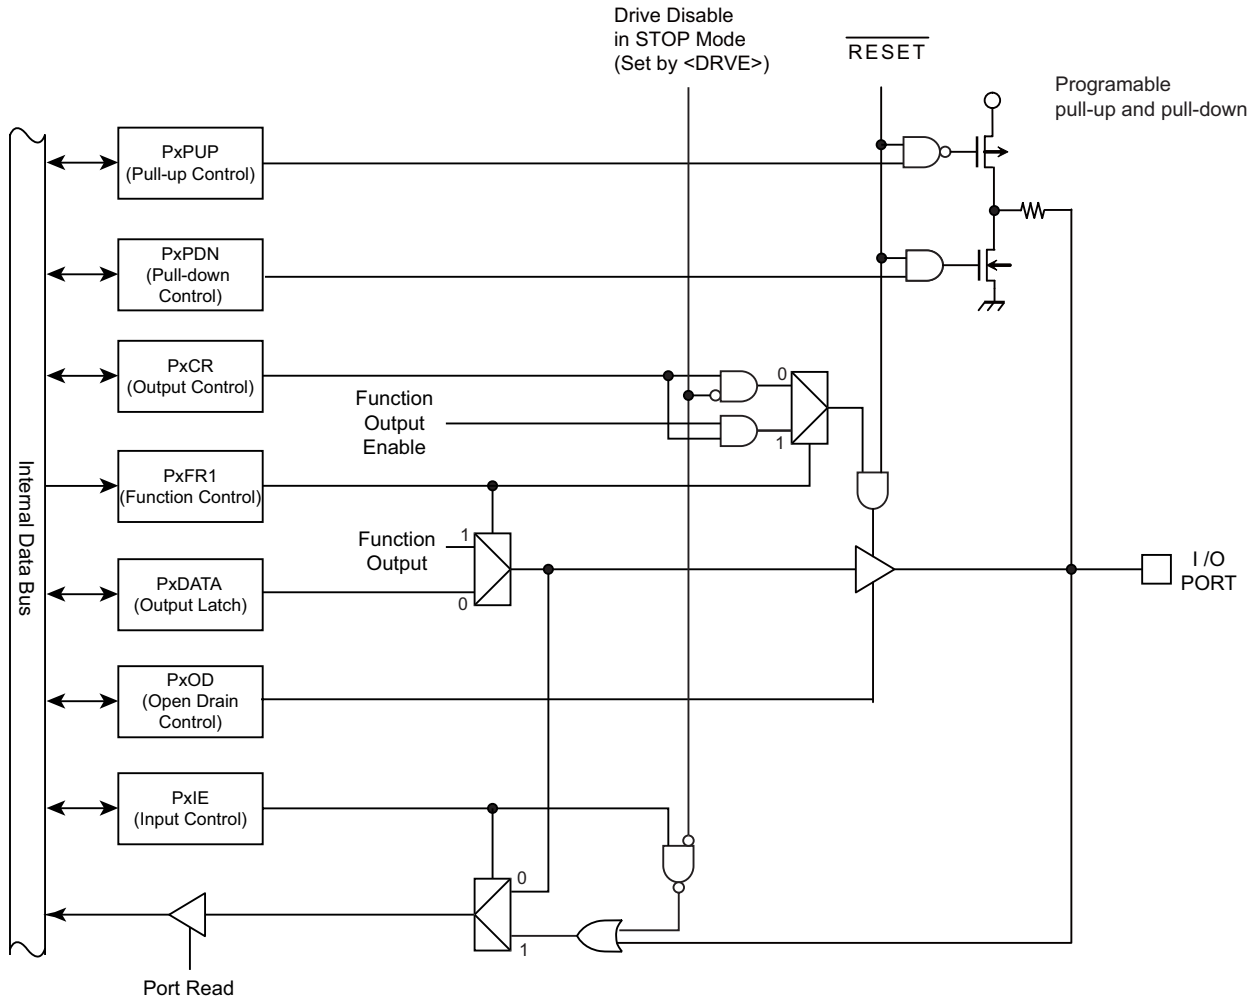 Drive Disable
in STOP Mode
(Set by <DRVE>)
RESET
Programable
pull-up and pull-down
PxPUP
(Pull-up Control)
PxPDN
(Pull-down
Control)
PxCR
(Output Control)
0
Function
Output
Enable
1
PxFR1
(Function Control)
Internal Data Bus
Function
Output
1
0
PxDATA
(Output Latch)
I /O
PORT
PxOD
(Open Drain
Control)
PxIE
(Input Control)
0
1
Port Read